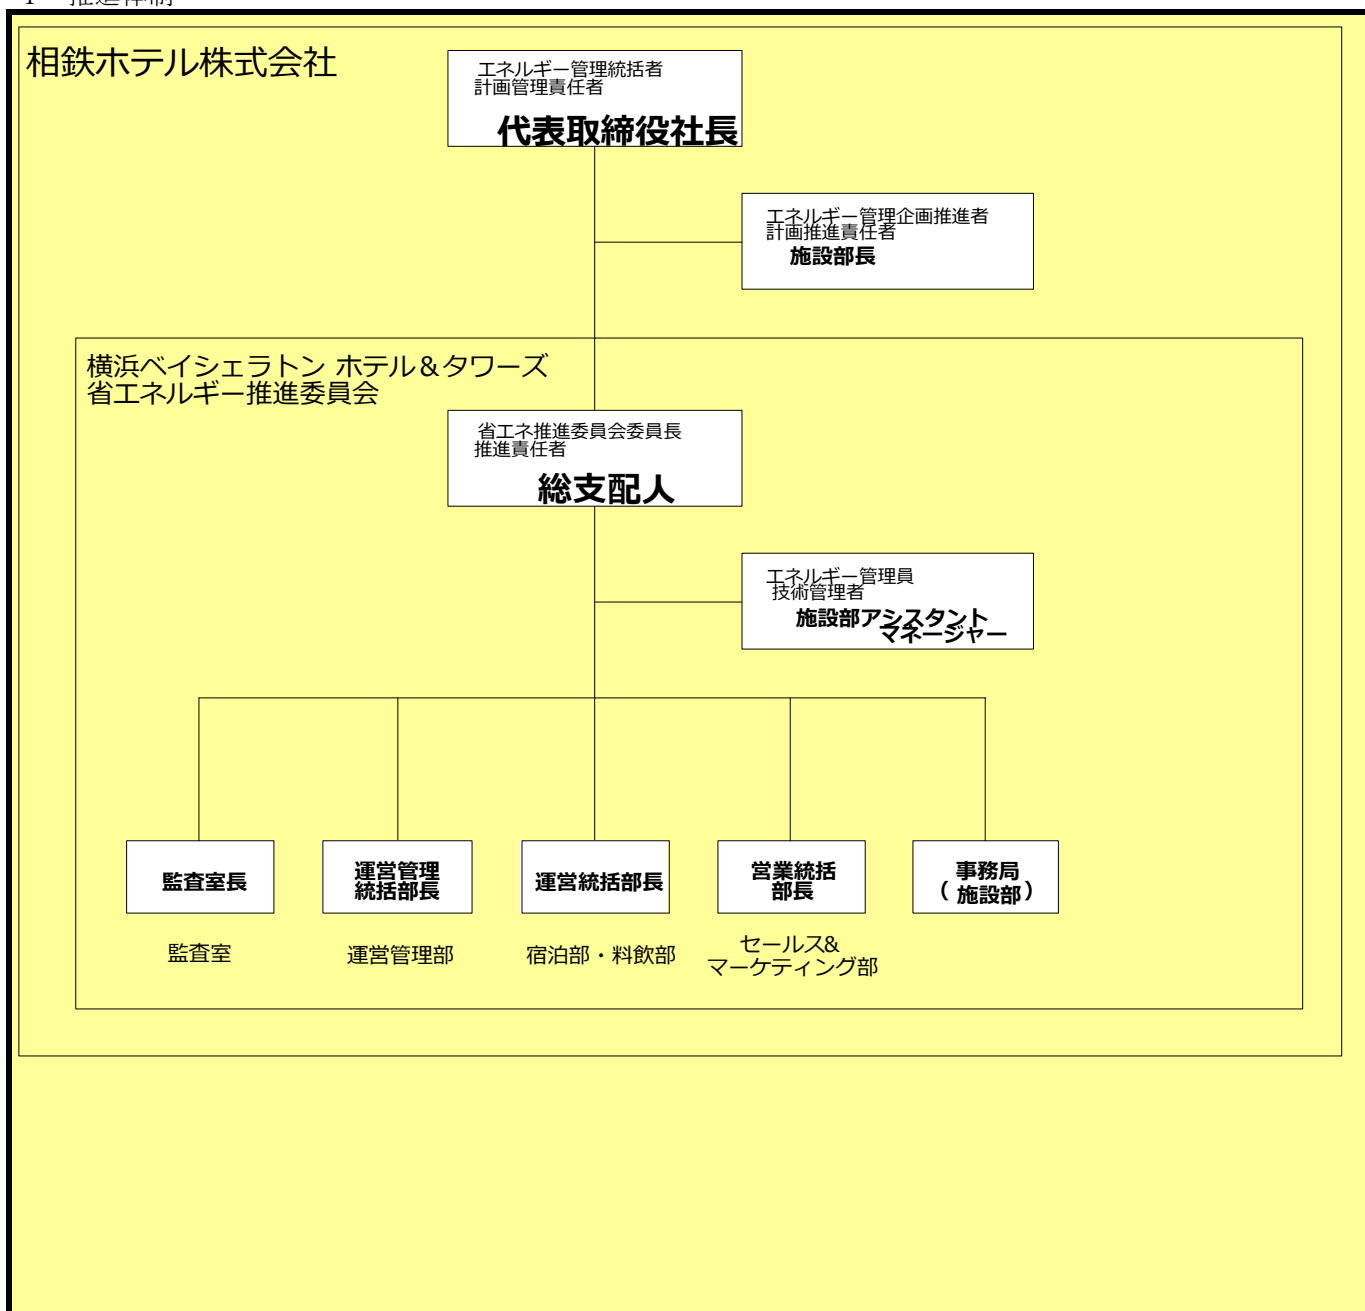 推進体制
相鉄ホテル株式会社
エネルギー管理統括者
計画管理責任者
代表取締役社長
エネルギー管理企画推進者
計画推進責任者
施設部長
横浜ベイシェラトン ホテル＆タワーズ
省エネルギー推進委員会
省エネ推進委員会委員長
推進責任者
総支配人
エネルギー管理員
技術管理者
施設部アシスタント
マネージャー
監査室長
運営管理
統括部長
運営統括部長
営業統括
部長
事務局
（施設部）
監査室
運営管理部
宿泊部・料飲部
セールス&
マーケティング部